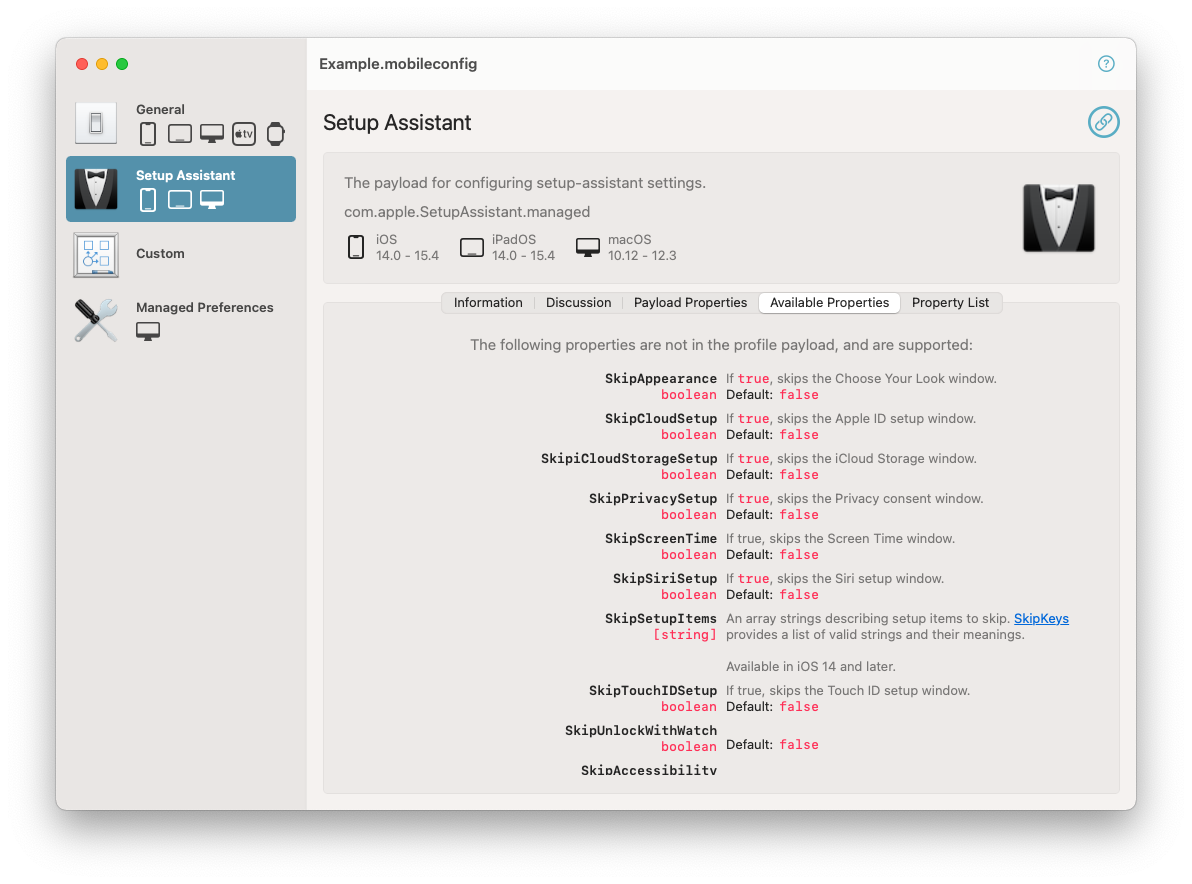 Example.mobileconfig
?
General
tv
Setup Assistant
Custom
Managed Preferences
Setup Assistant
The payload for configuring setup-assistant settings.
com.apple.SetupAssistant.managed
iOS
14.0 - 15.4
iPadOS
14.0 - 15.4
macOS
10.12 - 12.3
Information Discussion Payload Properties Available Properties Property List
The following properties are not in the profile payload, and are supported:
SkipAppearance If true, skips the Choose Your Look window.
boolean Default: false
SkipCloudSetup If true, skips the Apple ID setup window.
boolean Default: false
SkipiCloudStorageSetup If true, skips the iCloud Storage window.
boolean Default: false
SkipPrivacySetup If true, skips the Privacy consent window.
boolean Default: false
SkipScreenTime If true, skips the Screen Time window.
boolean Default: false
SkipSiriSetup If true, skips the Siri setup window.
boolean Default: false
SkipSetupItems An array strings describing setup items to skip. SkipKeys
[string] provides a list of valid strings and their meanings.
Available in iOS 14 and later.
SkipTouchIDSetup If true, skips the Touch ID setup window.
boolean Default: false
SkipUnlockWithWatch
boolean Default: false
SkipAccessibility